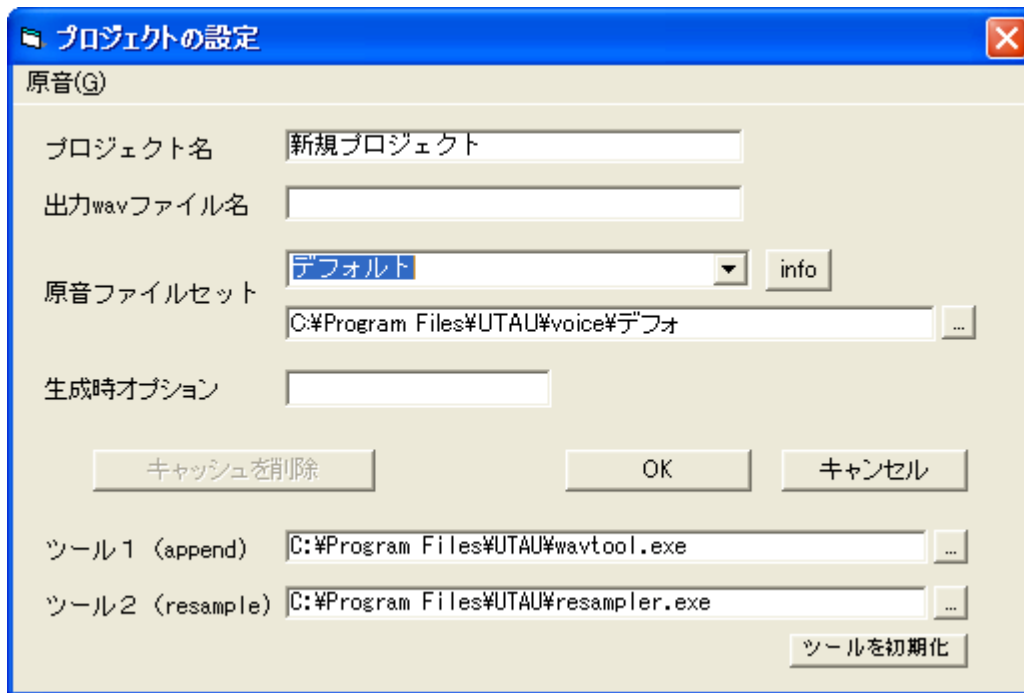 プロジェクトの設定
原音(G)
プロジェクト名 新規プロジェクト
出力wavファイル名
デフォルト info
原音ファイルセット
C:¥Program Files¥UTAU¥voice¥デフォ ...
生成時オプション
キャッシュを削除 OK キャンセル
ツール1 (append) C:¥Program Files¥UTAU¥wavtool.exe ...
ツール2 (resample) C:¥Program Files¥UTAU¥resampler.exe ...
ツールを初期化